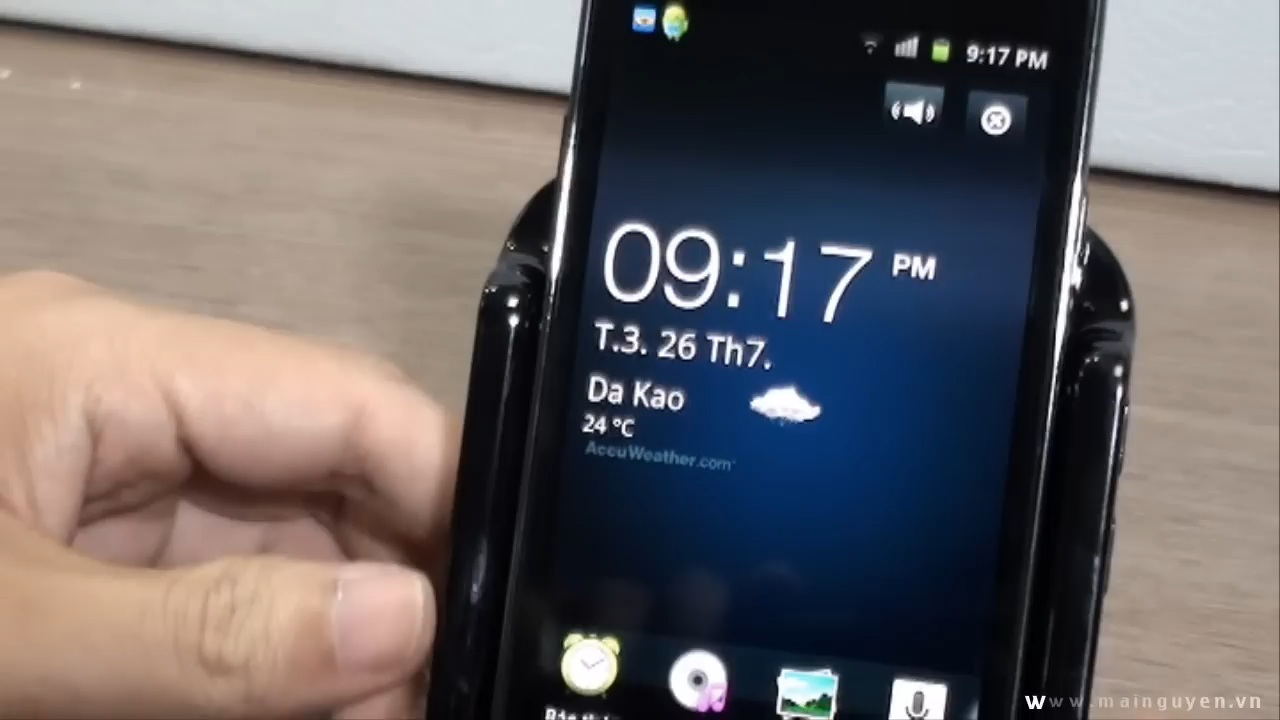 9:17 PM
09:17 PM
T.3. 26 Th7.
Da Kao
24 °C
AccuWeather.com
www.mainguyen.vn